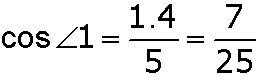 cos∠1 = 1.4/5 = 7/25